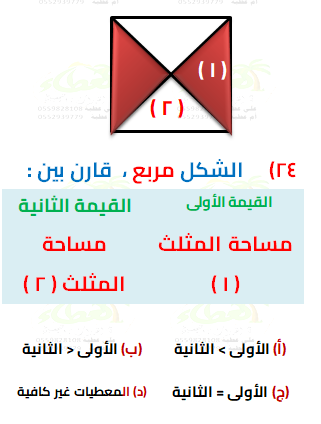 ( ١ )
( ٢ )
٢٤) الشكل مربع ، قارن بين :
القيمة الأولى
القيمة الثانية
مساحة المثلث
( ١ )
مساحة
المثلث ( ٢ )
(أ) الأولى > الثانية
(ب) الأولى < الثانية
(ج) الأولى = الثانية
(د) المعطيات غير كافية